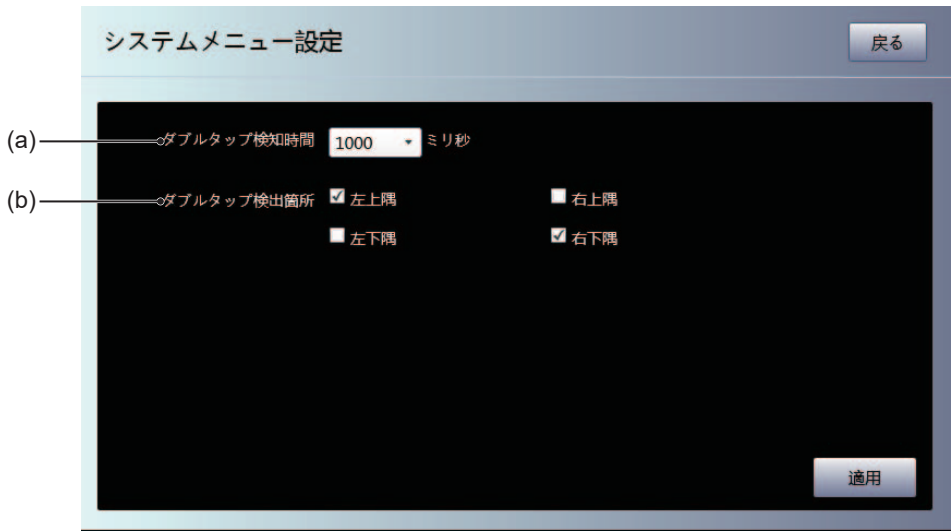 システムメニュー設定 戻る
(a) ダブルタップ検知時間 1000 ミリ秒
(b) ダブルタップ検出箇所 左上隅 右上隅
左下隅 右下隅
適用